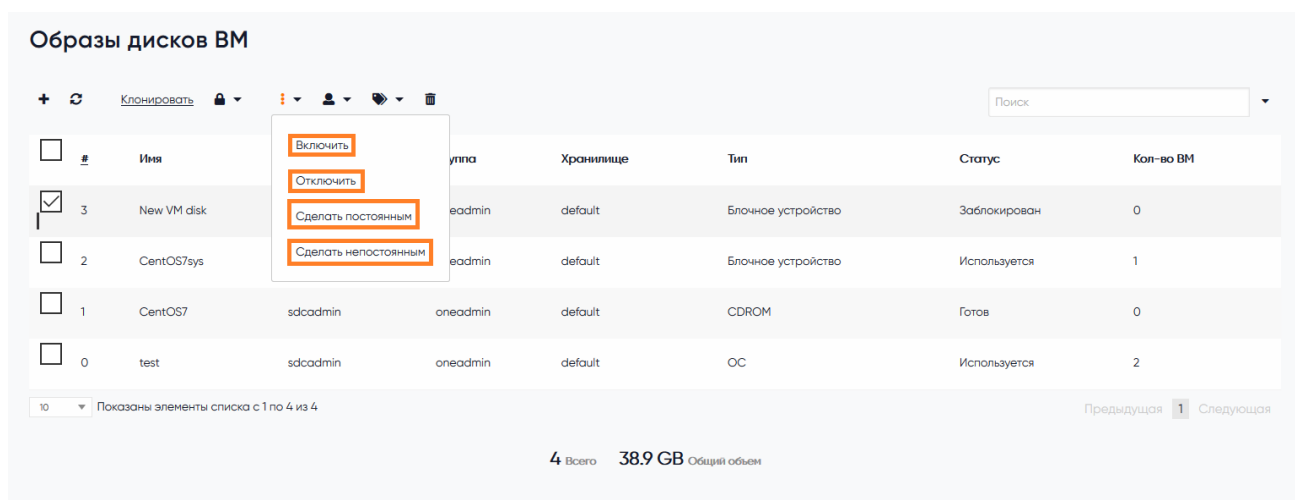 Образы дисков ВМ
Клонировать
Поиск
Включить
Отключить
Сделать постоянным
Сделать непостоянным
# Имя уппа Хранилище Тип Статус Кол-во ВМ
3 New VM disk eadmin default Блочное устройство Заблокирован 0
2 CentOS7sys eadmin default Блочное устройство Используется 1
1 CentOS7 sdcadmin oneadmin default CDROM Готов 0
0 test sdcadmin oneadmin default ОС Используется 2
10 Показаны элементы списка с 1 по 4 из 4
Предыдущая 1 Следующая
4 Всего 38.9 GB Общий объем